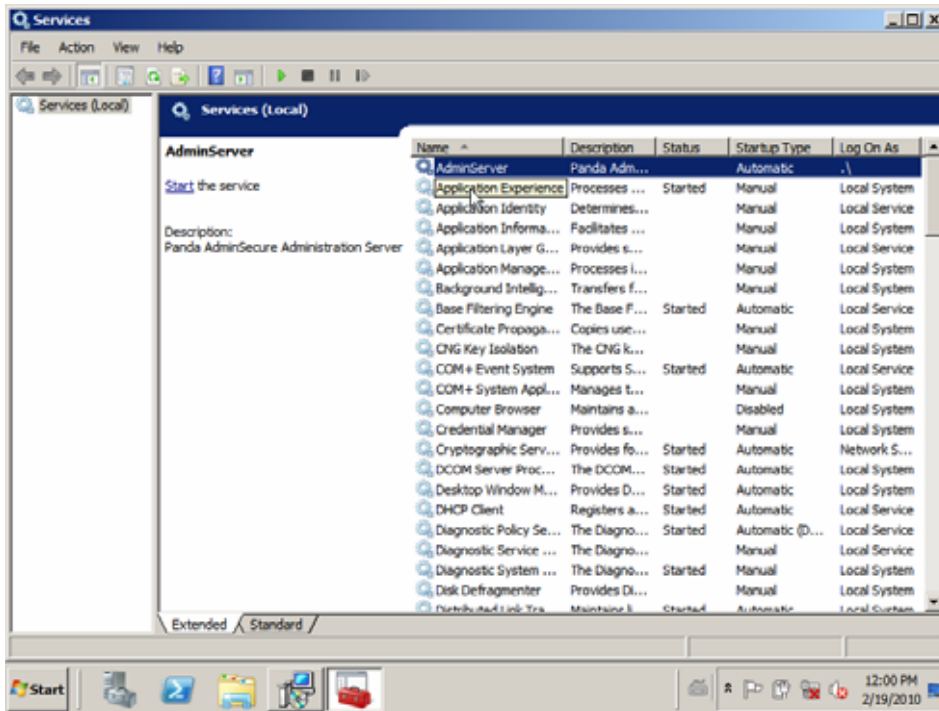 Services
File Action View Help
Services (Local)
Services (Local)
AdminServer
Start the service
Description:
Panda AdminSecure Administration Server
Name Description Status Startup Type Log On As
AdminServer Panda Adm... Automatic .\
Application Experience Processes ... Started Manual Local System
Application Identity Determines... Manual Local Service
Application Informa... Facilitates ... Manual Local System
Application Layer G... Provides s... Manual Local Service
Application Manage... Processes i... Manual Local System
Background Intellig... Transfers f... Manual Local System
Base Filtering Engine The Base F... Started Automatic Local Service
Certificate Propaga... Copies use... Manual Local System
CNG Key Isolation The CNG k... Manual Local System
COM+ Event System Supports S... Started Automatic Local Service
COM+ System Appl... Manages t... Manual Local System
Computer Browser Maintains a... Disabled Local System
Credential Manager Provides s... Manual Local System
Cryptographic Serv... Provides fo... Started Automatic Network S...
DCOM Server Proc... The DCOM... Started Automatic Local System
Desktop Window M... Provides D... Started Automatic Local System
DHCP Client Registers a... Started Automatic Local Service
Diagnostic Policy Se... The Diagno... Started Automatic (D... Local Service
Diagnostic Service ... The Diagno... Manual Local Service
Diagnostic System ... The Diagno... Started Manual Local System
Disk Defragmenter Provides Di... Manual Local System
Distributed Link Tra... Maintains li... Started Automatic Local System
Extended Standard
Start
12:00 PM
2/19/2010